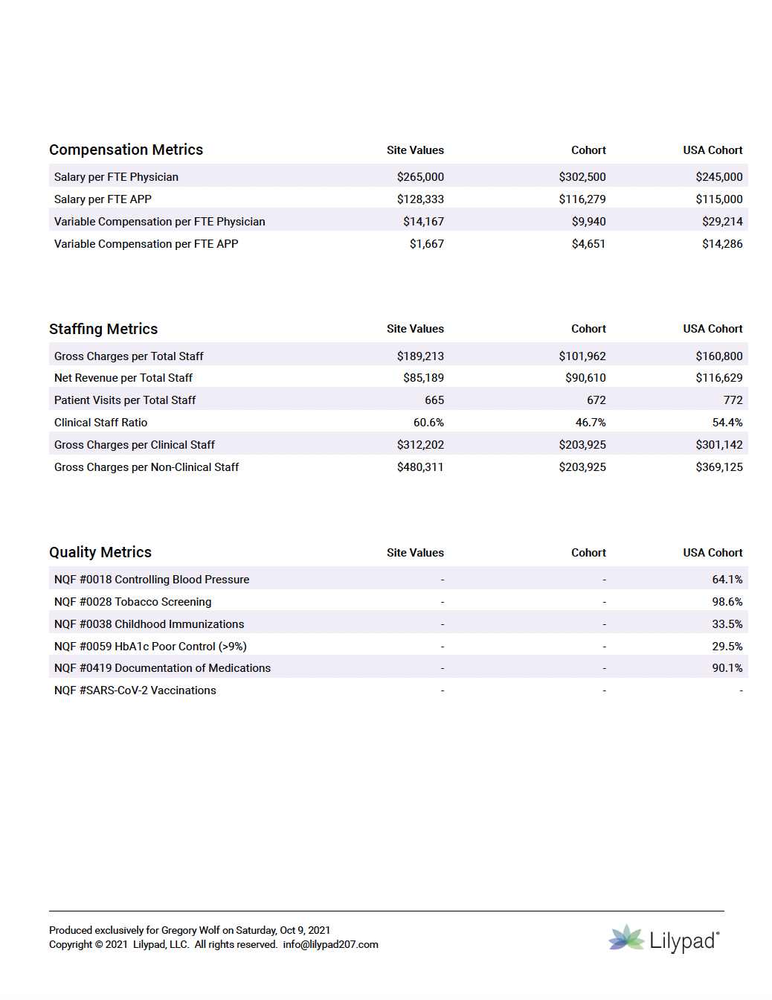 Compensation Metrics Site Values Cohort USA Cohort
Salary per FTE Physician $265,000 $302,500 $245,000
Salary per FTE APP $128,333 $116,279 $115,000
Variable Compensation per FTE Physician $14,167 $9,940 $29,214
Variable Compensation per FTE APP $1,667 $4,651 $14,286
Staffing Metrics Site Values Cohort USA Cohort
Gross Charges per Total Staff $189,213 $101,962 $160,800
Net Revenue per Total Staff $85,189 $90,610 $116,629
Patient Visits per Total Staff 665 672 772
Clinical Staff Ratio 60.6% 46.7% 54.4%
Gross Charges per Clinical Staff $312,202 $203,925 $301,142
Gross Charges per Non-Clinical Staff $480,311 $203,925 $369,125
Quality Metrics Site Values Cohort USA Cohort
NQF #0018 Controlling Blood Pressure - - 64.1%
NQF #0028 Tobacco Screening - - 98.6%
NQF #0038 Childhood Immunizations - - 33.5%
NQF #0059 HbA1c Poor Control (>9%) - - 29.5%
NQF #0419 Documentation of Medications - - 90.1%
NQF #SARS-CoV-2 Vaccinations - - -
Produced exclusively for Gregory Wolf on Saturday, Oct 9, 2021
Copyright © 2021 Lilypad, LLC. All rights reserved. info@lilypad207.com
Lilypad®